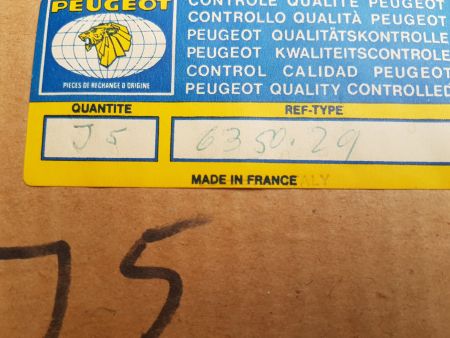 PEUGEOT
PIECES DE RECHANGE D'ORIGINE
CONTROLE QUALITE PEUGEOT
CONTROLLO QUALITÀ PEUGEOT
PEUGEOT QUALITÄTSKONTROLLE
PEUGEOT KWALITEITSCONTROLE
CONTROL CALIDAD PEUGEOT
PEUGEOT QUALITY CONTROLLED
QUANTITE REF-TYPE
J5 6350.29
MADE IN FRANCE
J5